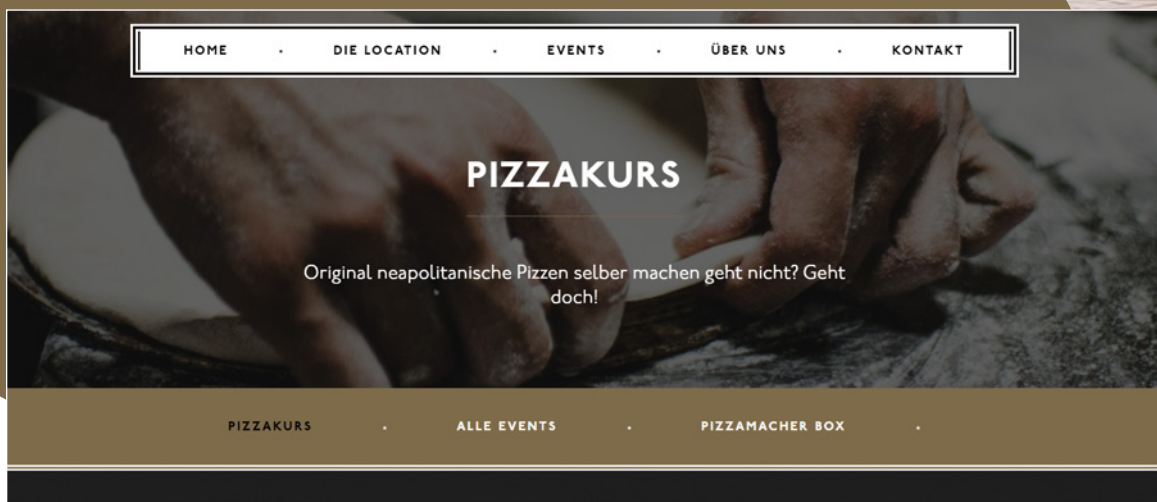 HOME · DIE LOCATION · EVENTS · ÜBER UNS · KONTAKT
PIZZAKURS
Original neapolitanische Pizzen selber machen geht nicht? Geht
doch!
PIZZAKURS · ALLE EVENTS · PIZZAMACHER BOX ·